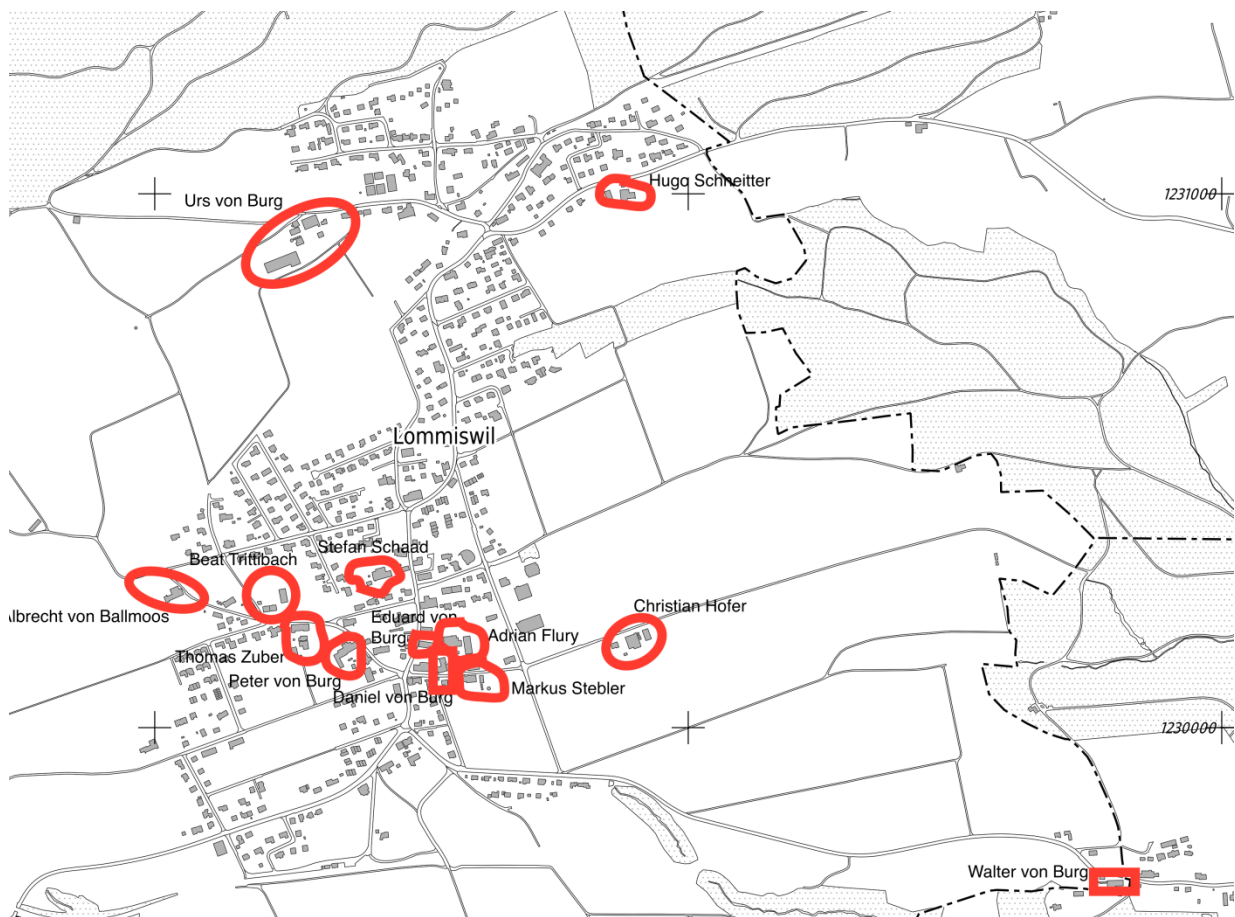 Hugo Schneitter
Urs von Burg
1231000
Lommiswil
Stefan Schaad
Beat Trittibach
lbrecht von Ballmoos
Christian Hofer
Eduard von
Burg
Adrian Flury
Thomas Zuber
Peter von Burg
Daniel von Burg
Markus Stebler
1230000
Walter von Burg